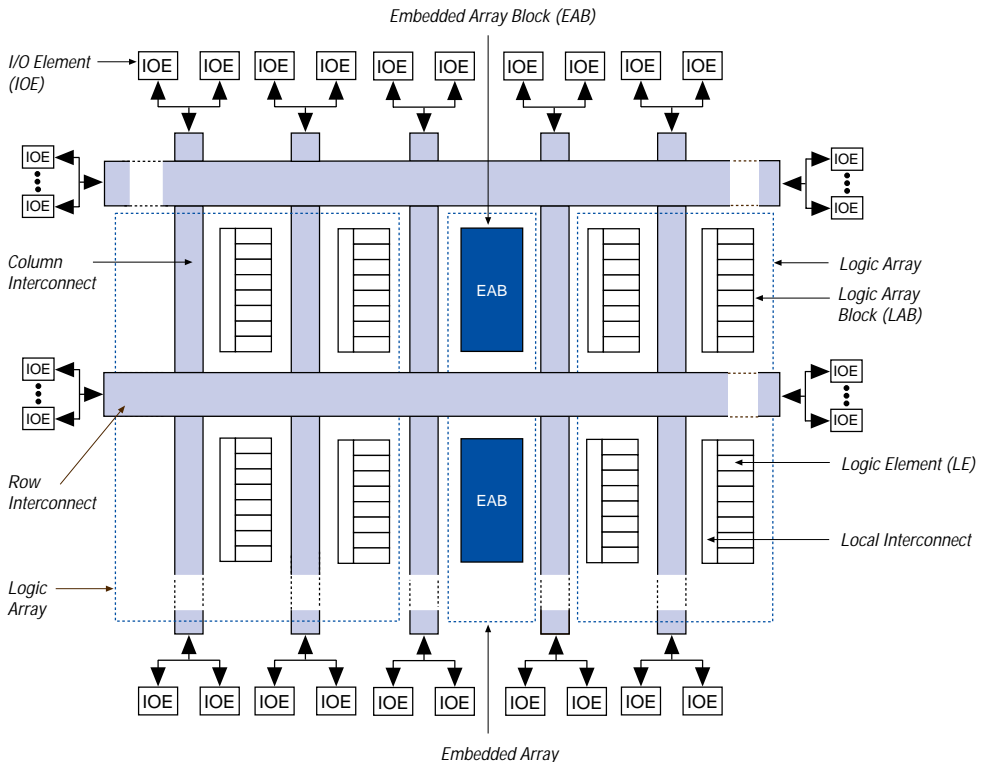 Embedded Array Block (EAB)
I/O Element
(IOE)
IOE IOE IOE IOE IOE IOE IOE IOE IOE IOE
IOE IOE
IOE IOE
Column
Interconnect
EAB
Logic Array
Logic Array
Block (LAB)
IOE IOE
IOE IOE
Row
Interconnect
EAB
Logic Element (LE)
Local Interconnect
Logic
Array
IOE IOE IOE IOE IOE IOE IOE IOE IOE IOE
Embedded Array